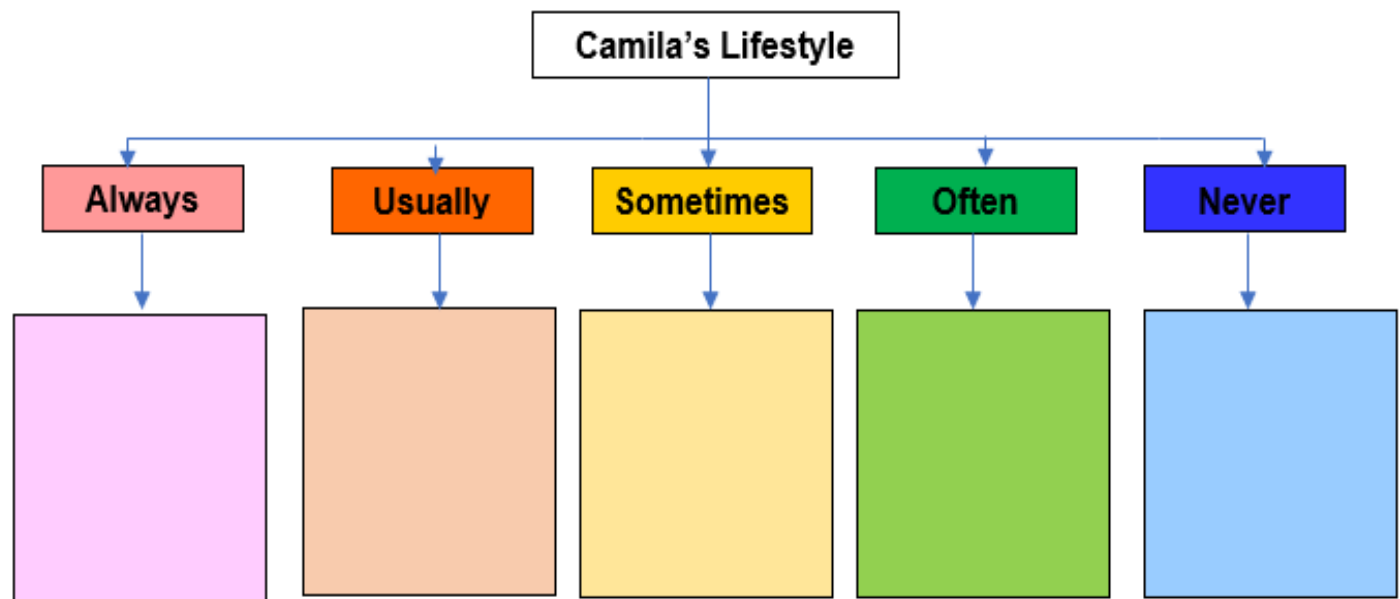 Camila’s Lifestyle
Always
Usually
Sometimes
Often
Never